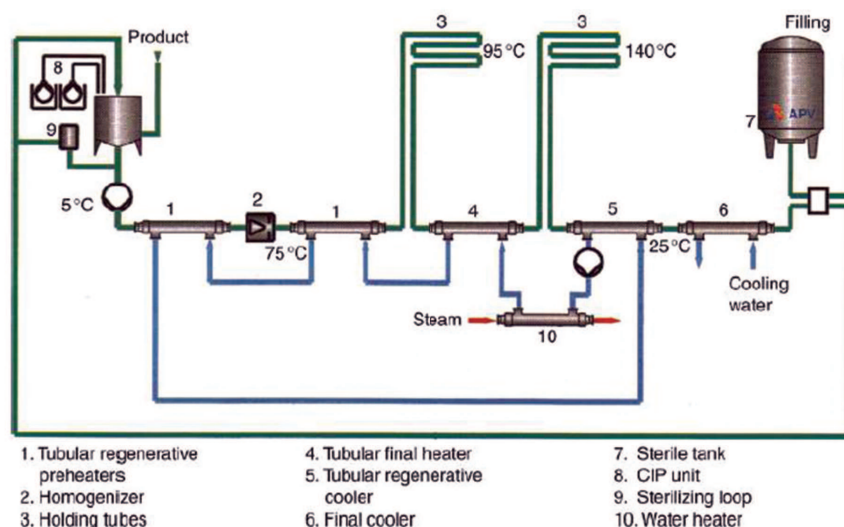 Product
8
9
5°C
1
2
75°C
1
3
95°C
4
3
140°C
5
25°C
6
Filling
7
APV
Cooling
water
Steam
10
1. Tubular regenerative
preheaters
2. Homogenizer
3. Holding tubes
4. Tubular final heater
5. Tubular regenerative
cooler
6. Final cooler
7. Sterile tank
8. CIP unit
9. Sterilizing loop
10. Water heater